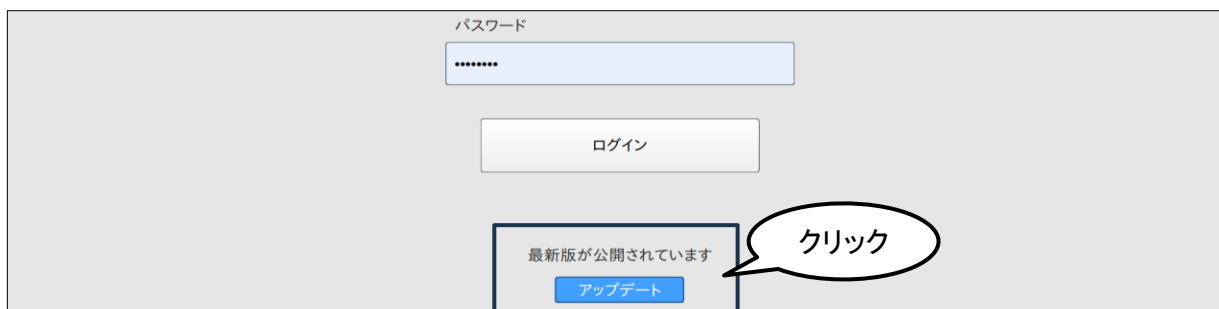 パスワード
••••••••
ログイン
最新版が公開されています
クリック
アップデート